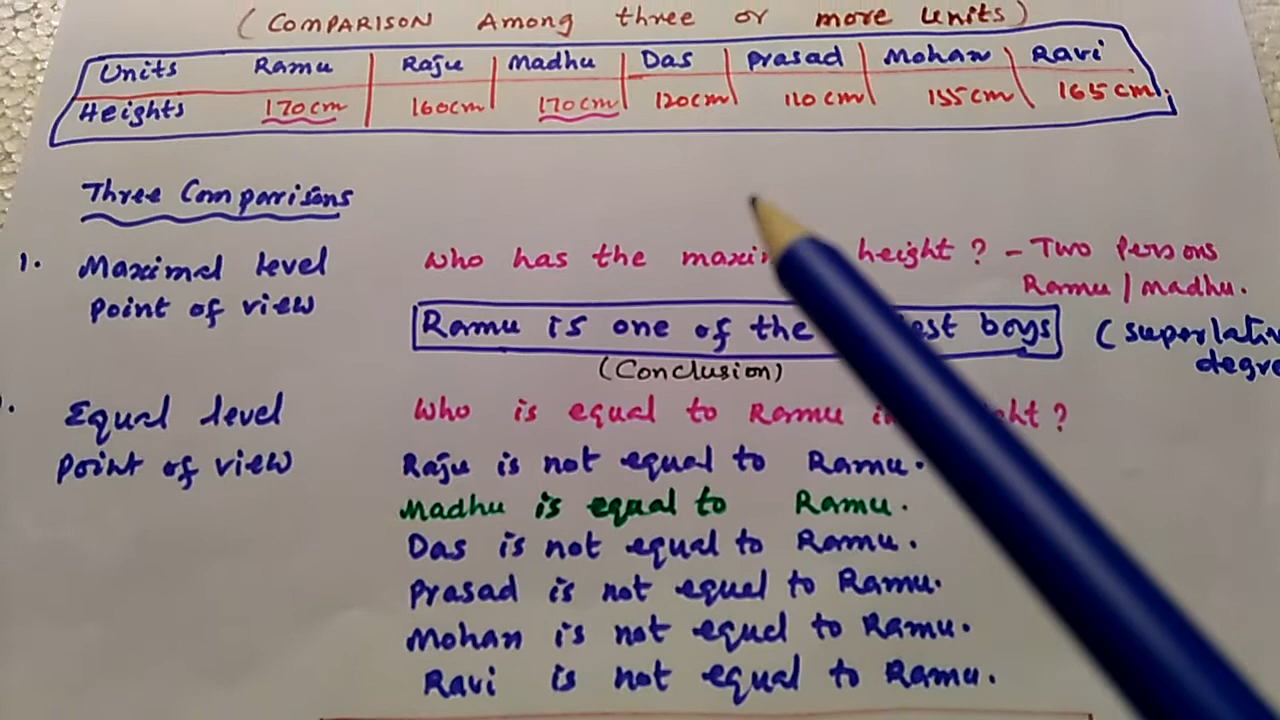 (COMPARISON Among three or more Units)
Units Ramu Raju Madhu Das Prasad Mohan Ravi
Heights 170cm 160cm 170cm 120cm 110cm 155cm 165cm
Three Comparisons
1. Maximal level Who has the height? - Two Persons
Point of view Ramu / madhu.
Ramu is one of the boys
(Conclusion)
Equal level Who is equal to Ramu
Point of view Raju is not equal to Ramu.
Madhu is equal to Ramu.
Das is not equal to Ramu.
Prasad is not equal to Ramu.
Mohan is not equal to Ramu.
Ravi is not equal to Ramu.